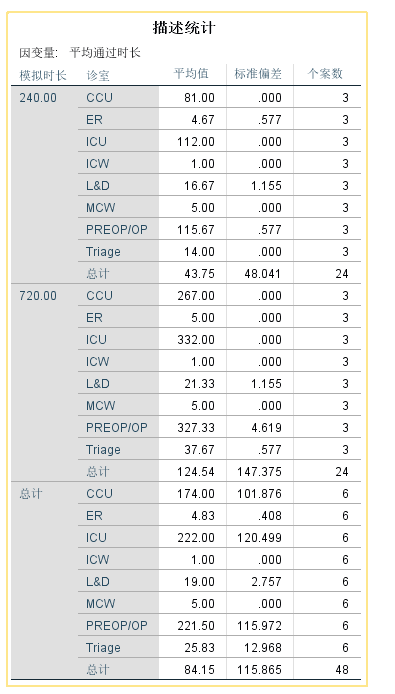 描述统计
因变量: 平均通过时长
模拟时长 诊室 平均值 标准偏差 个案数
240.00 CCU 81.00 .000 3
ER 4.67 .577 3
ICU 112.00 .000 3
ICW 1.00 .000 3
L&D 16.67 1.155 3
MCW 5.00 .000 3
PREOP/OP 115.67 .577 3
Triage 14.00 .000 3
总计 43.75 48.041 24
720.00 CCU 267.00 .000 3
ER 5.00 .000 3
ICU 332.00 .000 3
ICW 1.00 .000 3
L&D 21.33 1.155 3
MCW 5.00 .000 3
PREOP/OP 327.33 4.619 3
Triage 37.67 .577 3
总计 124.54 147.375 24
总计 CCU 174.00 101.876 6
ER 4.83 .408 6
ICU 222.00 120.499 6
ICW 1.00 .000 6
L&D 19.00 2.757 6
MCW 5.00 .000 6
PREOP/OP 221.50 115.972 6
Triage 25.83 12.968 6
总计 84.15 115.865 48